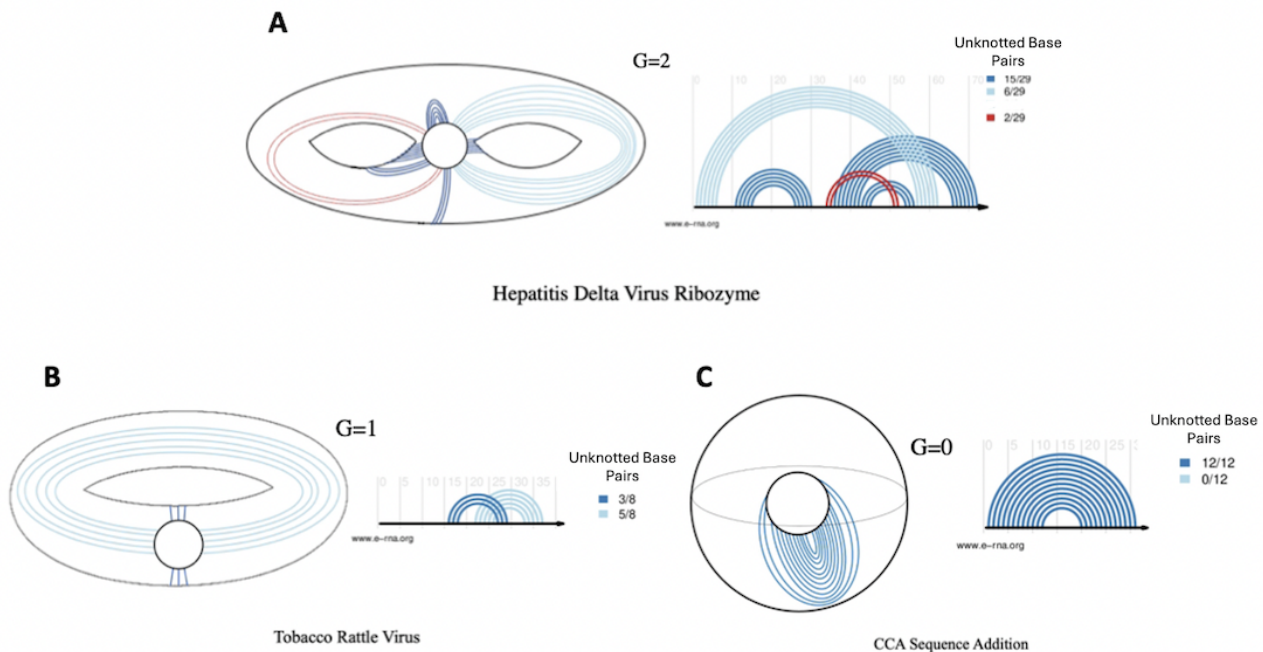 A
G=2
Unknotted Base
Pairs
0 10 20 30 40 50 60 70
15/29
6/29
2/29
www.e-rna.org
Hepatitis Delta Virus Ribozyme
B
G=1
Unknotted Base
Pairs
0 5 10 15 20 25 30 35
3/8
5/8
www.e-rna.org
Tobacco Rattle Virus
C
G=0
Unknotted Base
Pairs
0 5 10 15 20 25
12/12
0/12
www.e-rna.org
CCA Sequence Addition